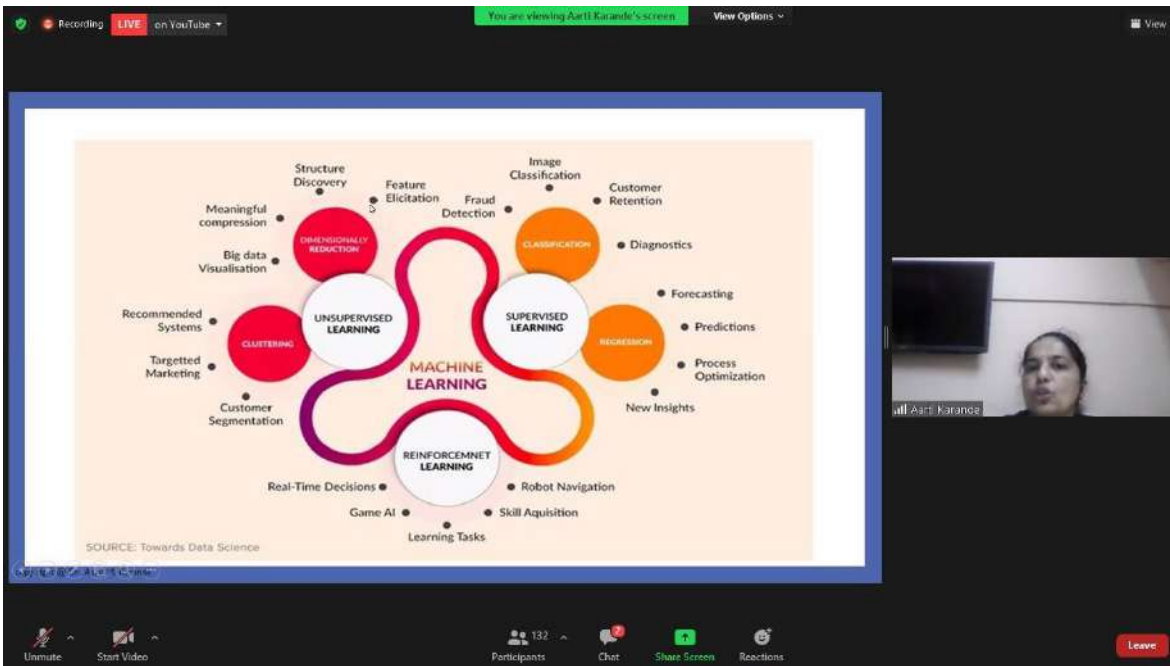 Recording LIVE on YouTube
You are viewing Aarti Karande's screen
View Options
View
Structure
Discovery
Feature
Elicitation
Meaningful
compression
Big data
Visualisation
DIMENSIONALLY
REDUCTION
Image
Classification
Fraud
Detection
Customer
Retention
CLASSIFICATION
Diagnostics
UNSUPERVISED
LEARNING
SUPERVISED
LEARNING
Recommended
Systems
CLUSTERING
Targetted
Marketing
Customer
Segmentation
Forecasting
REGRESSION
Predictions
Process
Optimization
New Insights
MACHINE
LEARNING
REINFORCEMNET
LEARNING
Real-Time Decisions
Robot Navigation
Game AI
Skill Aquisition
Learning Tasks
SOURCE: Towards Data Science
Aarti Karande
Unmute
Start Video
132
Participants
2
Chat
Share Screen
Reactions
Leave